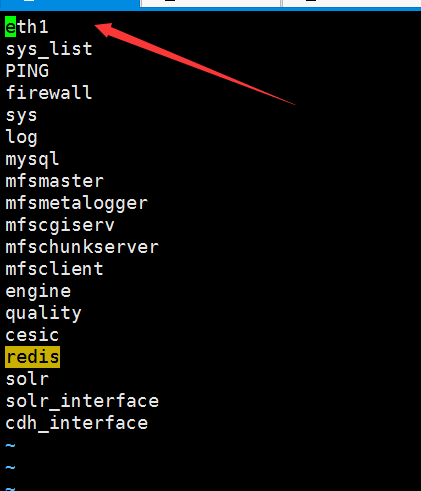 eth1
sys_list
PING
firewall
sys
log
mysql
mfsmaster
mfsmetalogger
mfscgiserv
mfschunkserver
mfsclient
engine
quality
cesic
redis
solr
solr_interface
cdh_interface
~
~
~